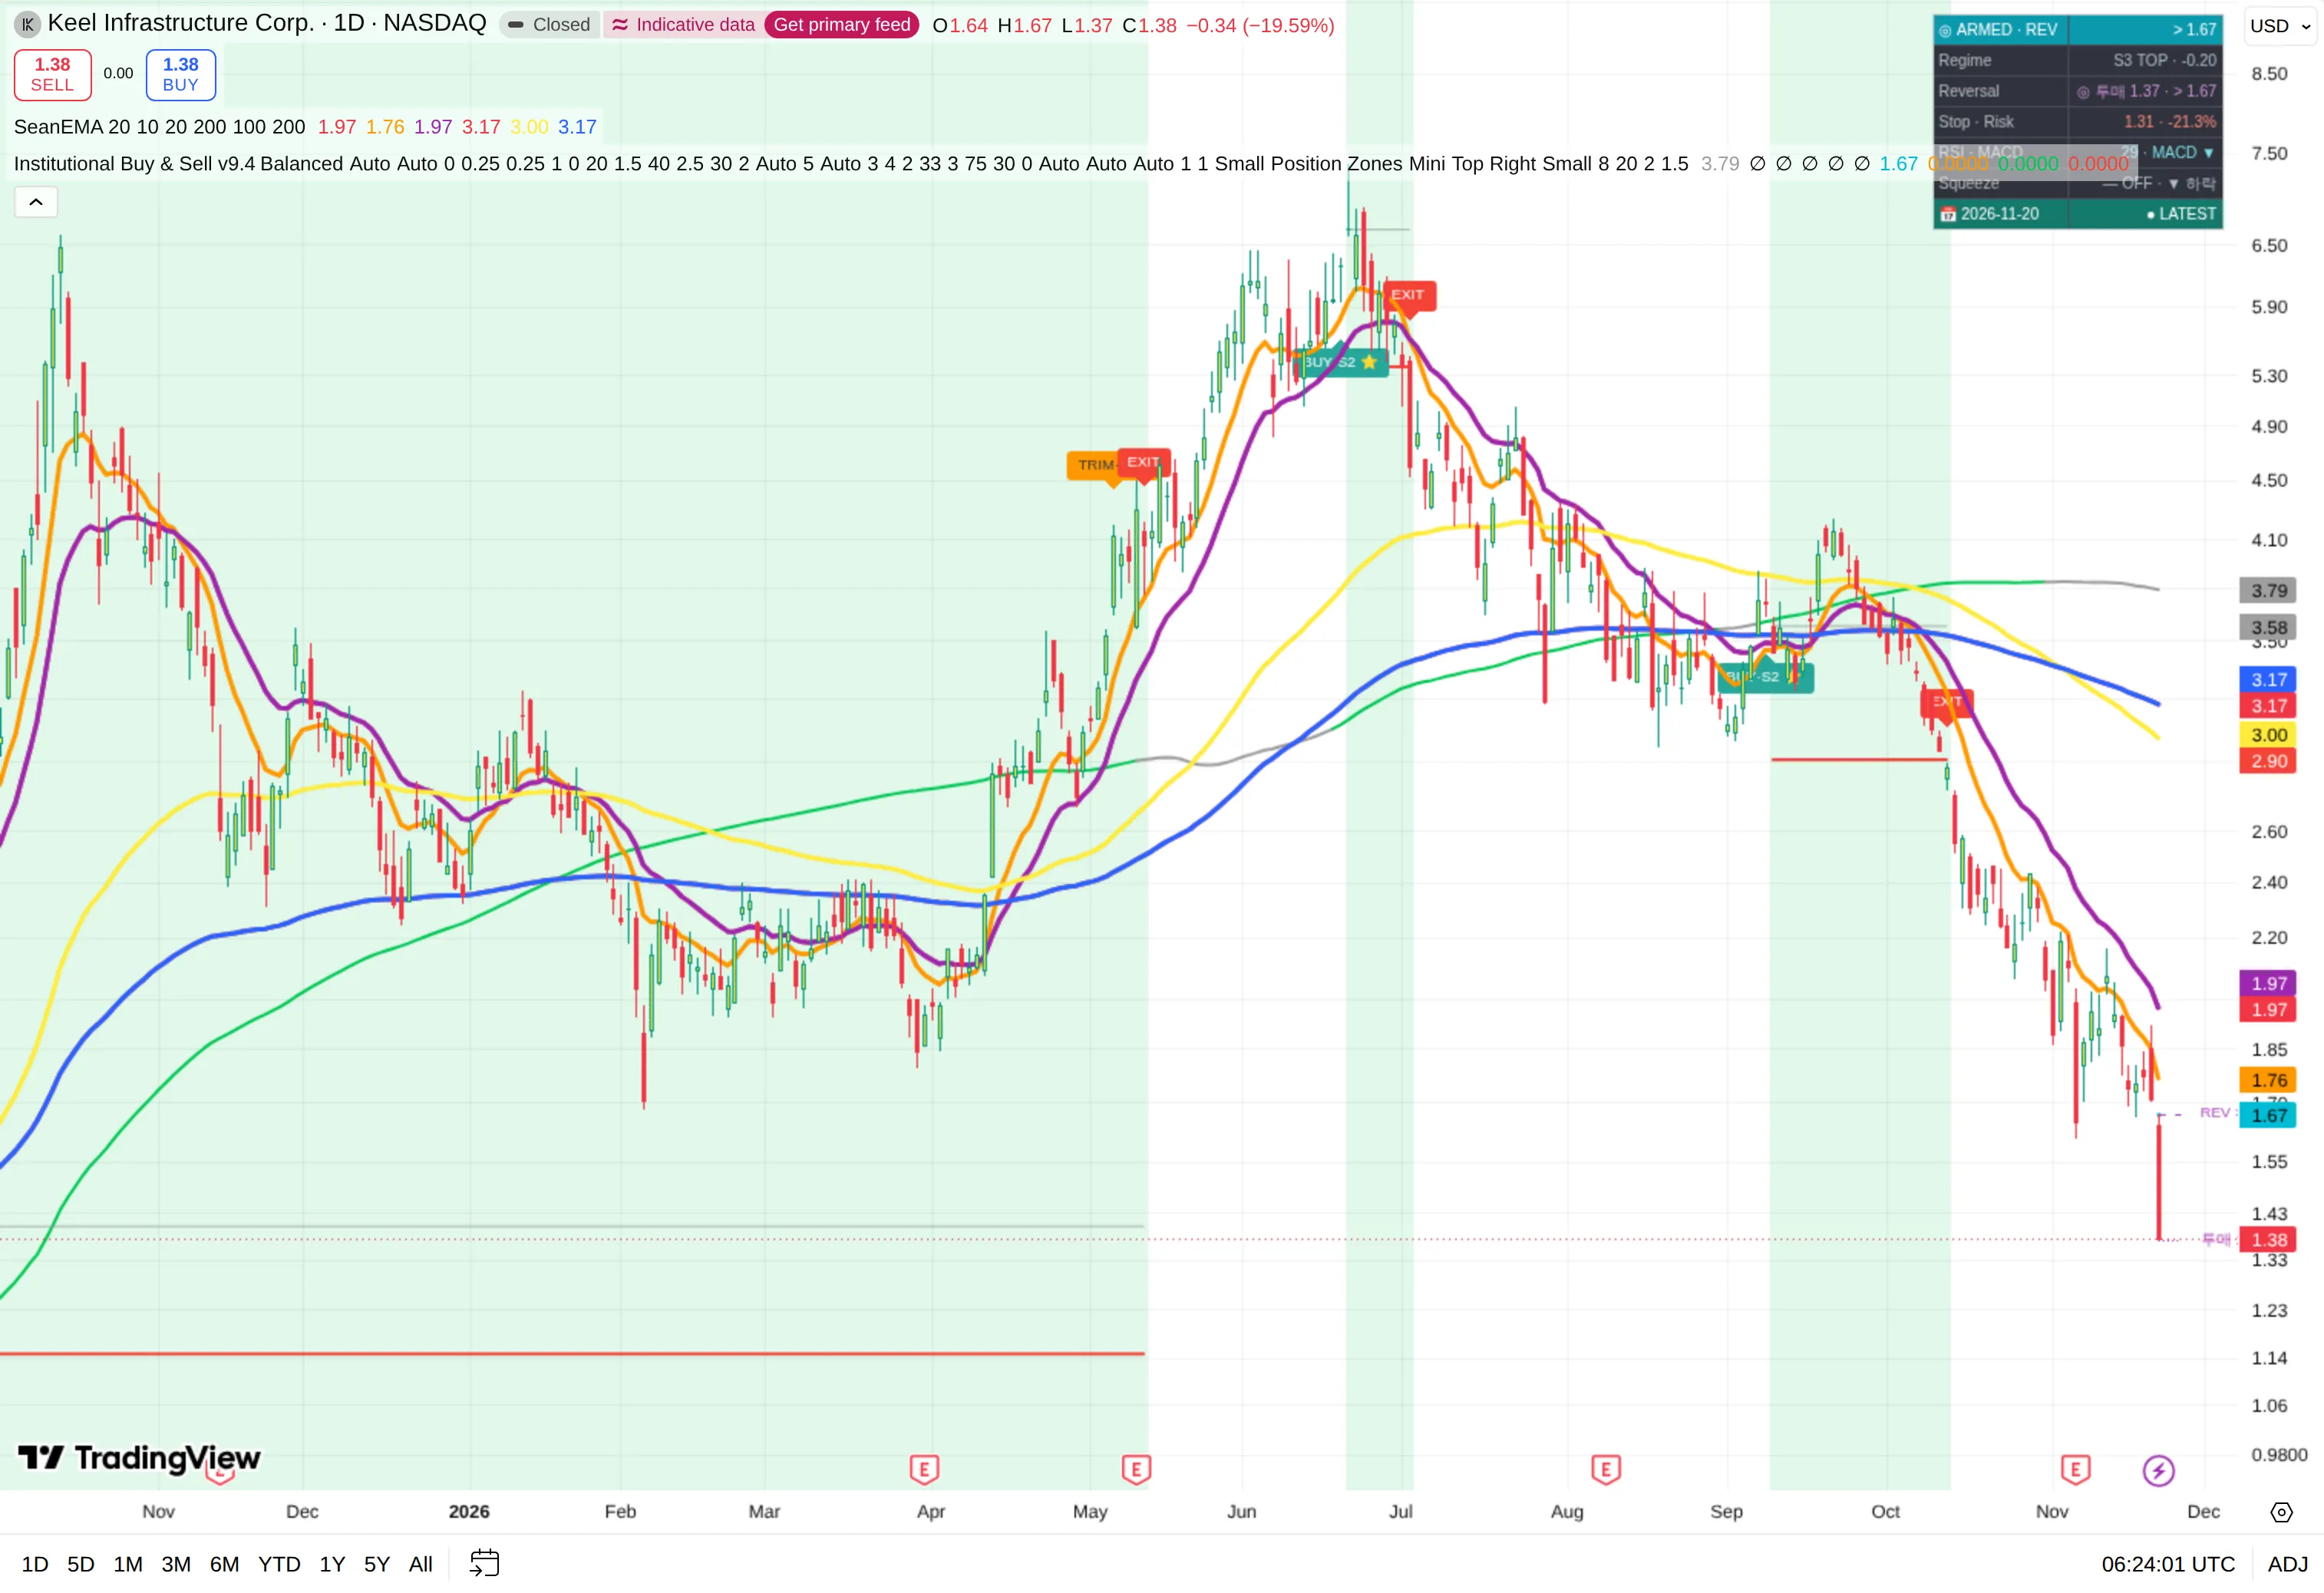 Keel Infrastructure Corp. · 1D · NASDAQ Closed Indicative data Get primary feed O1.64 H1.67 L1.37 C1.38 −0.34 (−19.59%)
1.38 SELL 0.00 1.38 BUY
SeanEMA 20 10 20 200 100 200 1.97 1.76 1.97 3.17 3.00 3.17
Institutional Buy & Sell v9.4 Balanced Auto Auto 0 0.25 0.25 1 0 20 1.5 40 2.5 30 2 Auto 5 Auto 3 4 2 33 3 75 30 0 Auto Auto Auto 1 1 Small Position Zones Mini Top Right Small 8 20 2 1.5 3.79 ∅ ∅ ∅ ∅ ∅ 1.67 0.0000 0.0000 0.0000
◎ ARMED · REV > 1.67
Regime S3 TOP · -0.20
Reversal ◎ 투매 1.37 · > 1.67
Stop · Risk 1.31 · -21.3%
RSI · MACD 29 · MACD ▼
Squeeze — OFF · ▼ 하락
2026-11-20 ● LATEST
USD
8.50
7.50
6.50
5.90
5.30
4.90
4.50
4.10
3.79
3.58
3.50
3.17
3.17
3.00
2.90
2.60
2.40
2.20
1.97
1.97
1.85
1.76
1.70
1.67
1.55
1.43
1.38
1.33
1.23
1.14
1.06
0.9800
TRIM
EXIT
BUY S2 ⭐
EXIT
S2
EXIT
REV
투매
TradingView
E
E
E
E
Nov Dec 2026 Feb Mar Apr May Jun Jul Aug Sep Oct Nov Dec
1D 5D 1M 3M 6M YTD 1Y 5Y All 06:24:01 UTC ADJ